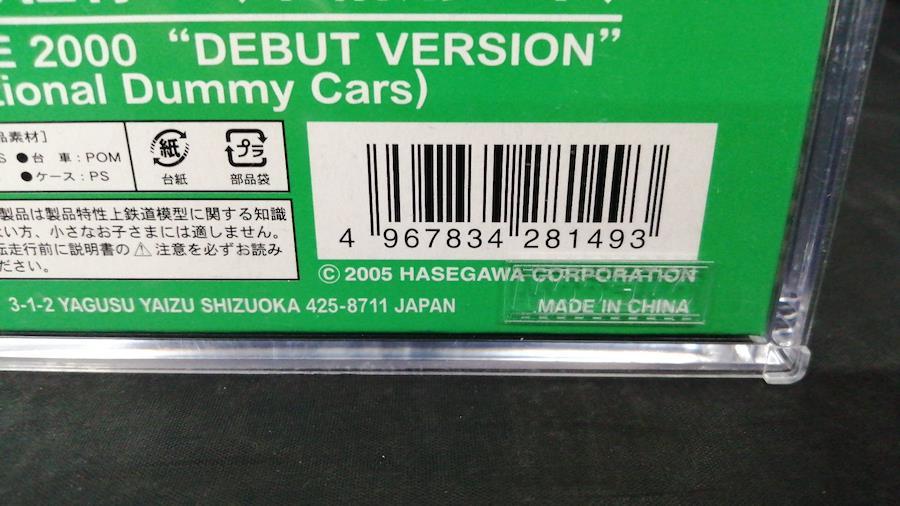 E 2000 “DEBUT VERSION”
tional Dummy Cars)
品素材]
S ●台 車:POM
●ケース:PS
紙
台紙
プラ
部品袋
製品は製品特性上鉄道模型に関する知識
い方、小さなお子さまには適しません。
転走行前に説明書の⚠注意を必ずお読み
ださい。
4 967834 281493
© 2005 HASEGAWA CORPORATION
3-1-2 YAGUSU YAIZU SHIZUOKA 425-8711 JAPAN
MADE IN CHINA